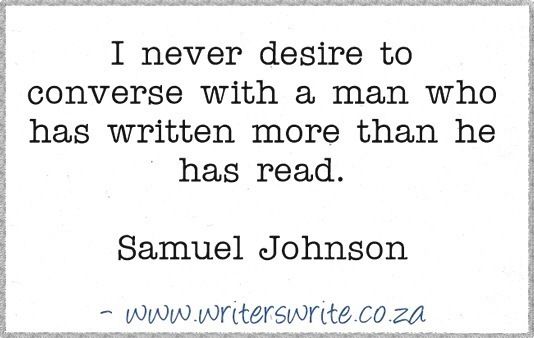 I never desire to
converse with a man who
has written more than he
has read.
Samuel Johnson
- www.writerswrite.co.za